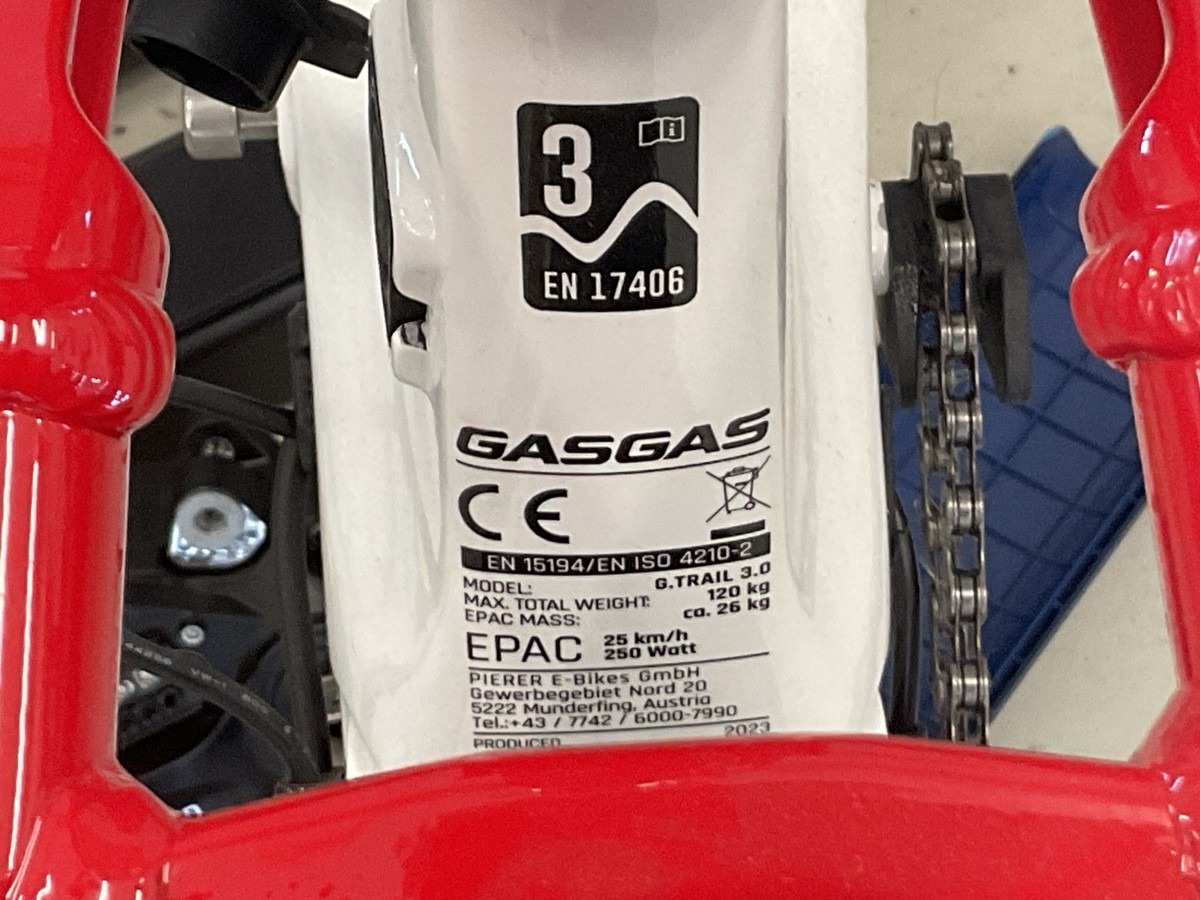 3
i
EN 17406
GASGAS
CE
EN 15194/EN ISO 4210-2
MODEL: G.TRAIL 3.0
MAX. TOTAL WEIGHT: 120 kg
EPAC MASS: ca. 26 kg
EPAC 25 km/h
250 Watt
PIERER E-Bikes GmbH
Gewerbegebiet Nord 20
5222 Munderfing, Austria
Tel.:+43 / 7742 / 6000-7990
PRODUCED 2023